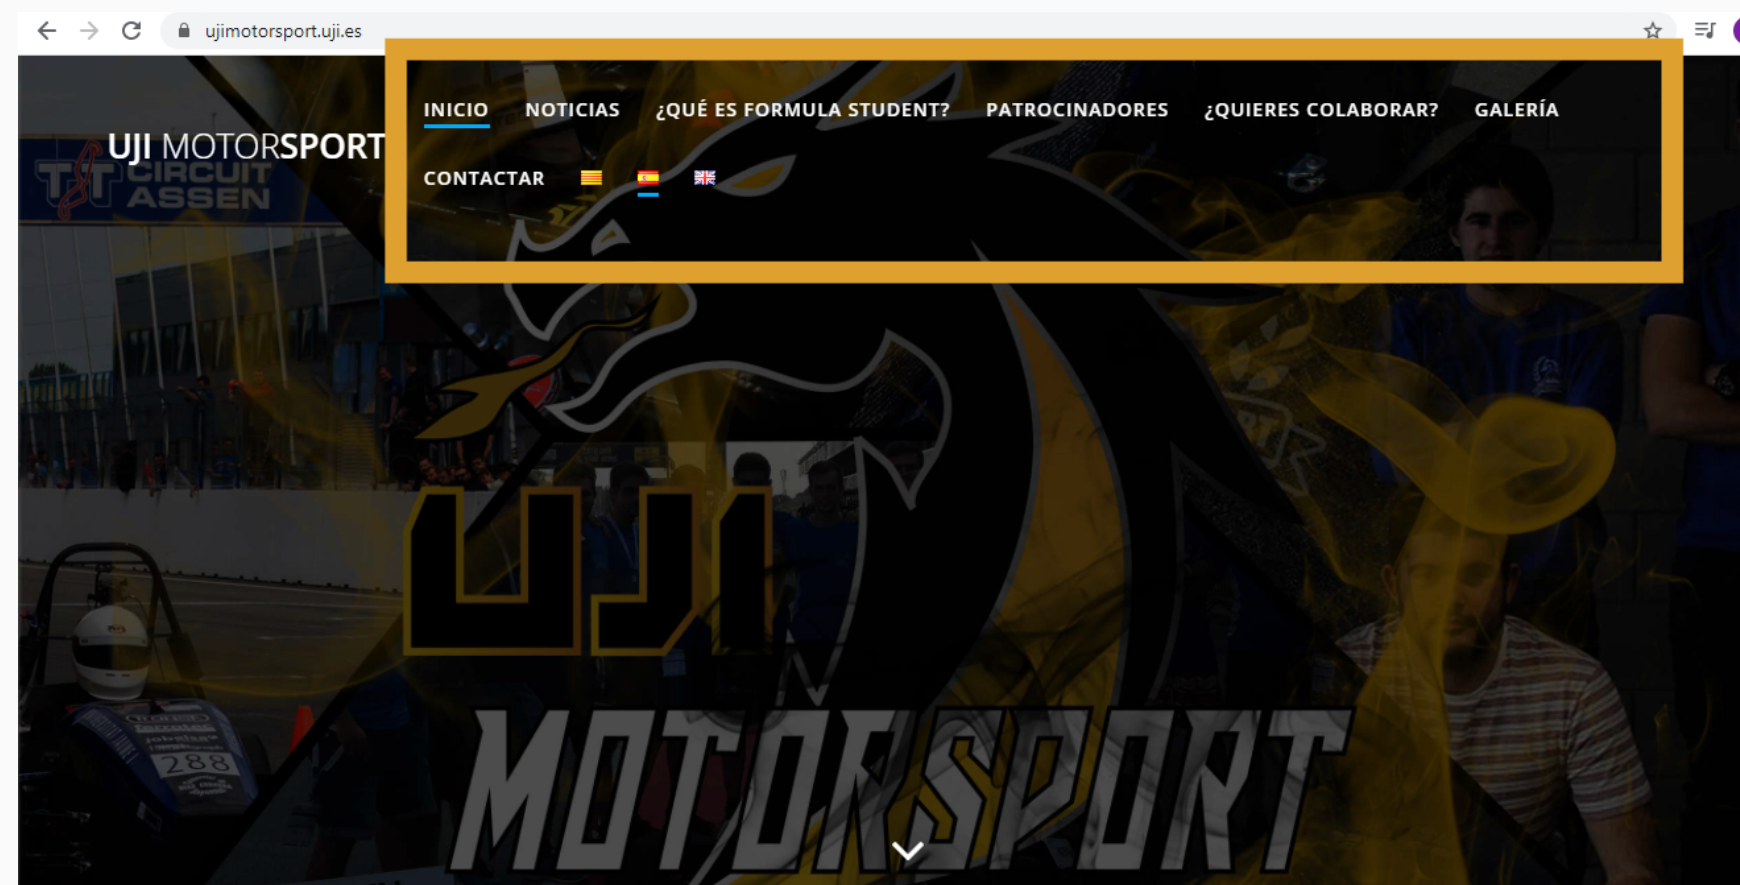 ujimotorsport.uji.es
INICIO NOTICIAS ¿QUÉ ES FORMULA STUDENT? PATROCINADORES ¿QUIERES COLABORAR? GALERÍA
UJI MOTORSPORT
CONTACTAR
TT CIRCUIT
ASSEN
UJI
MOTORSPORT
288